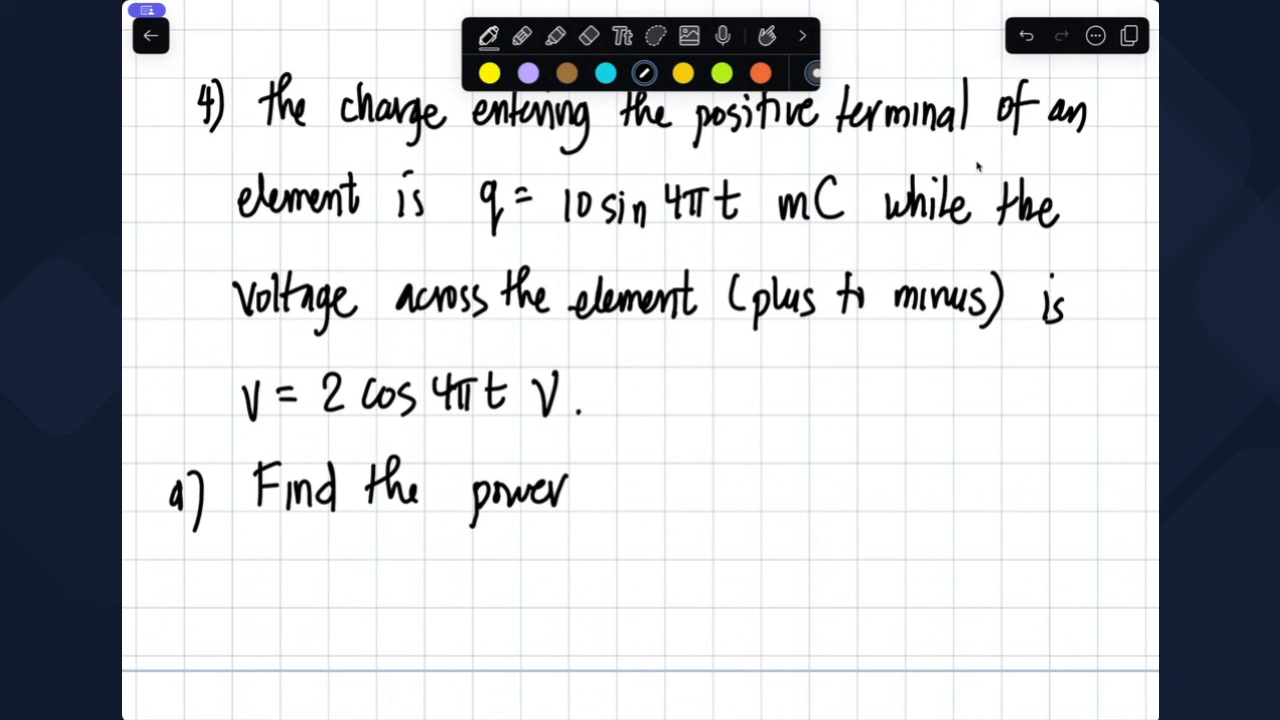 4) the charge entering the positive terminal of an
element is q = 10 sin 4πt mC while the
voltage across the element (plus to minus) is
v = 2 cos 4πt V.
a) Find the power